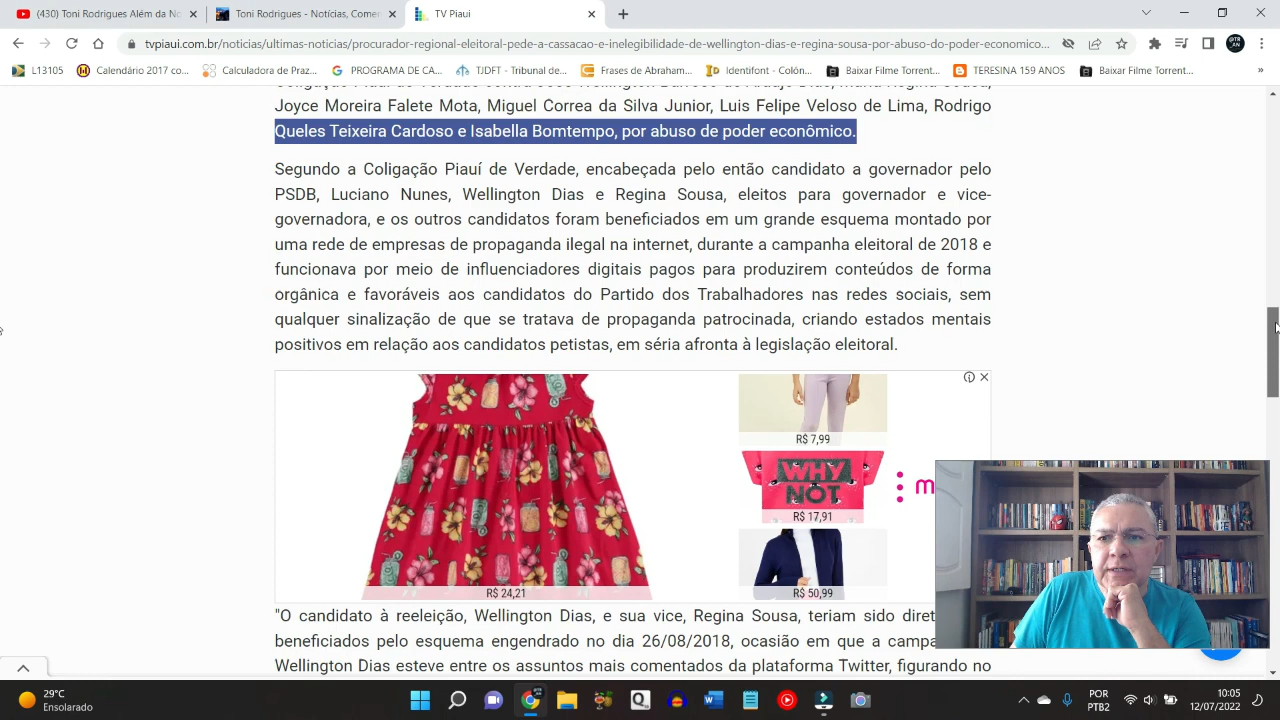 (430) Toni Rodrigues Além da No
Toni Rodrigues - Notícias, Comen
TV Piaui
tvpiaui.com.br/noticias/ultimas-noticias/procurador-regional-eleitoral-pede-a-cassacao-e-inelegibilidade-de-wellington-dias-e-regina-sousa-por-abuso-do-poder-economico...
L13105
Calendário 2017 co...
Calculadora de Praz...
PROGRAMA DE CA...
TJDFT - Tribunal de...
Frases de Abraham...
Identifont - Colón...
Baixar Filme Torrent...
TERESINA 159 ANOS
Baixar Filme Torrent...
»
Joyce Moreira Falete Mota, Miguel Correa da Silva Junior, Luis Felipe Veloso de Lima, Rodrigo
Queles Teixeira Cardoso e Isabella Bomtempo, por abuso de poder econômico.
Segundo a Coligação Piauí de Verdade, encabeçada pelo então candidato a governador pelo
PSDB, Luciano Nunes, Wellington Dias e Regina Sousa, eleitos para governador e vice-
governadora, e os outros candidatos foram beneficiados em um grande esquema montado por
uma rede de empresas de propaganda ilegal na internet, durante a campanha eleitoral de 2018 e
funcionava por meio de influenciadores digitais pagos para produzirem conteúdos de forma
orgânica e favoráveis aos candidatos do Partido dos Trabalhadores nas redes sociais, sem
qualquer sinalização de que se tratava de propaganda patrocinada, criando estados mentais
positivos em relação aos candidatos petistas, em séria afronta à legislação eleitoral.
R$ 7,99
WHY
NOT
R$ 17,91
m
R$ 24,21
R$ 50,99
"O candidato à reeleição, Wellington Dias, e sua vice, Regina Sousa, teriam sido diret
beneficiados pelo esquema engendrado no dia 26/08/2018, ocasião em que a campa
Wellington Dias esteve entre os assuntos mais comentados da plataforma Twitter, figurando no
29°C
Ensolarado
POR
PTB2
10:05
12/07/2022